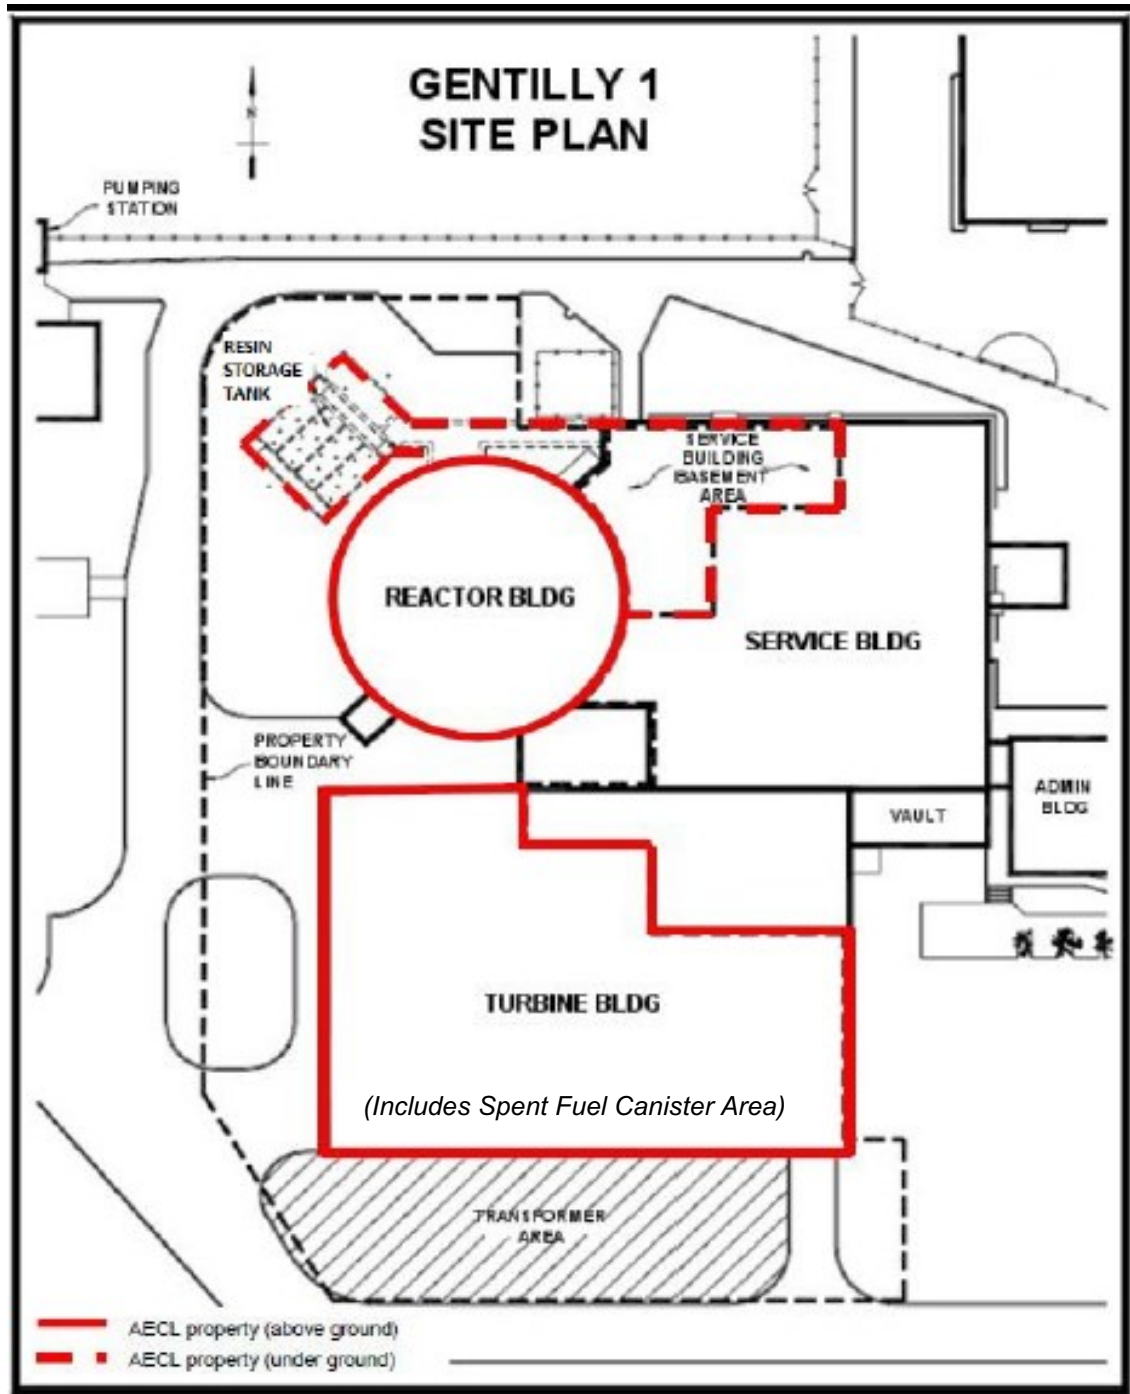 GENTILLY 1
SITE PLAN
N
PUMPING
STATION
RESIN
STORAGE
TANK
SERVICE
BUILDING
BASEMENT
AREA
REACTOR BLDG
SERVICE BLDG
PROPERTY
BOUNDARY
LINE
ADMIN
BLDG
VAULT
TURBINE BLDG
(Includes Spent Fuel Canister Area)
TRANSFORMER
AREA
AECL property (above ground)
AECL property (under ground)